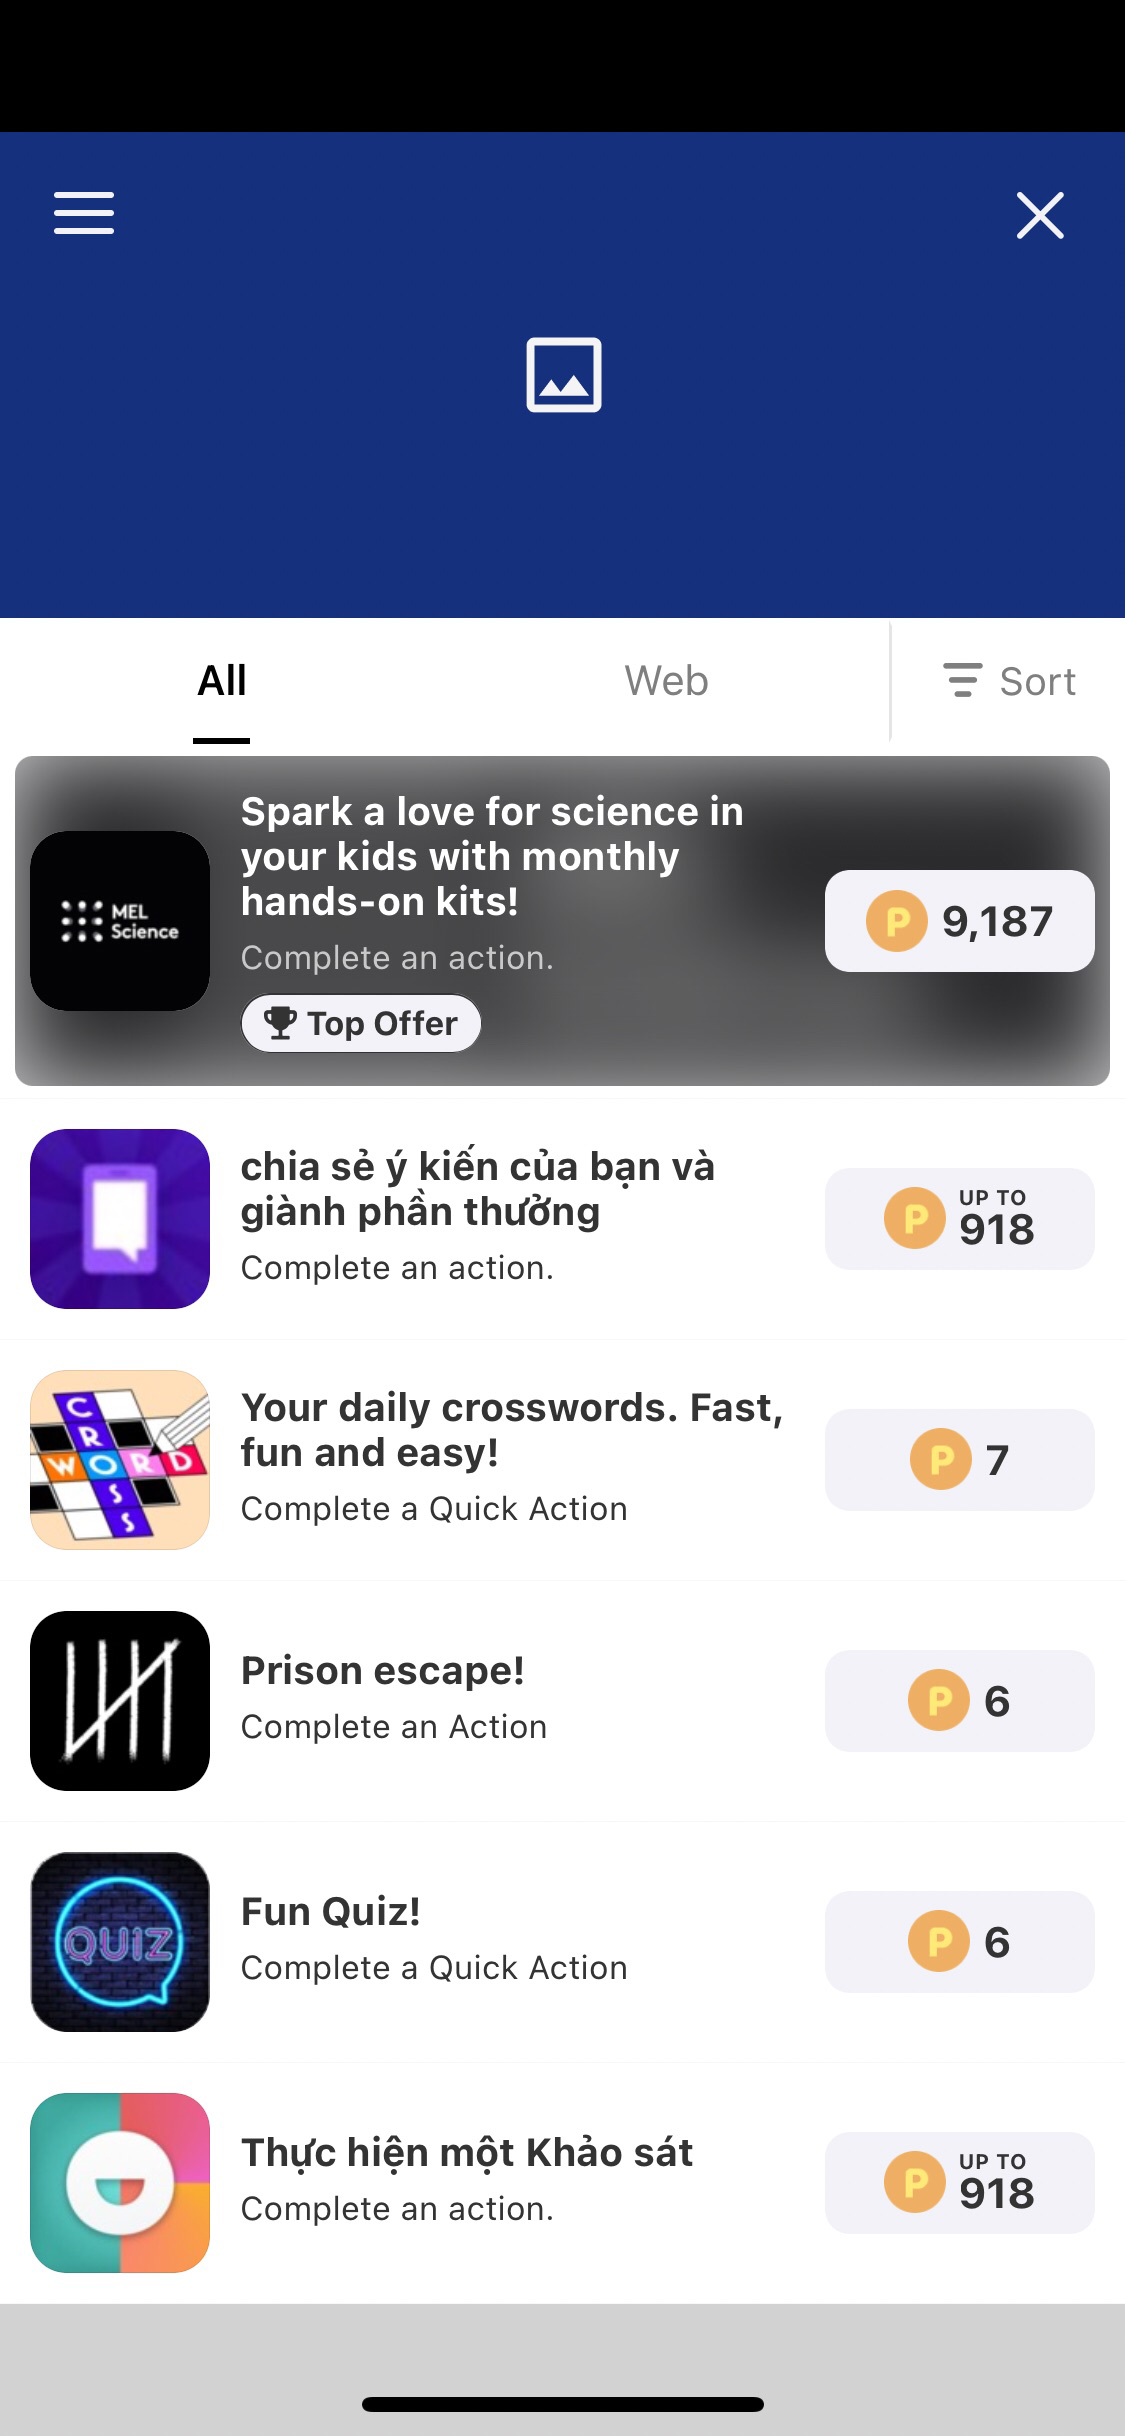 All
Web
Sort
Spark a love for science in
your kids with monthly
hands-on kits!
Complete an action.
Top Offer
MEL
Science
P 9,187
chia sẻ ý kiến của bạn và
giành phần thưởng
Complete an action.
P UP TO
918
CROSS
WORD
Your daily crosswords. Fast,
fun and easy!
Complete a Quick Action
P 7
Prison escape!
Complete an Action
P 6
QUIZ
Fun Quiz!
Complete a Quick Action
P 6
Thực hiện một Khảo sát
Complete an action.
P UP TO
918